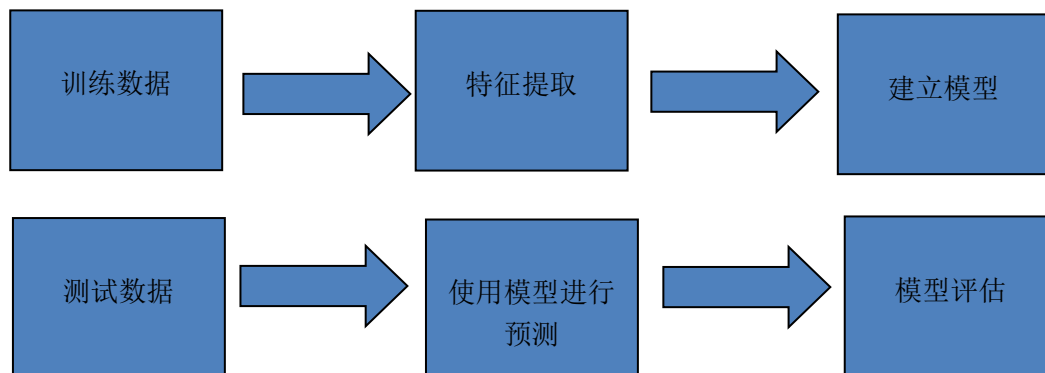 训练数据
特征提取
建立模型
测试数据
使用模型进行
预测
模型评估